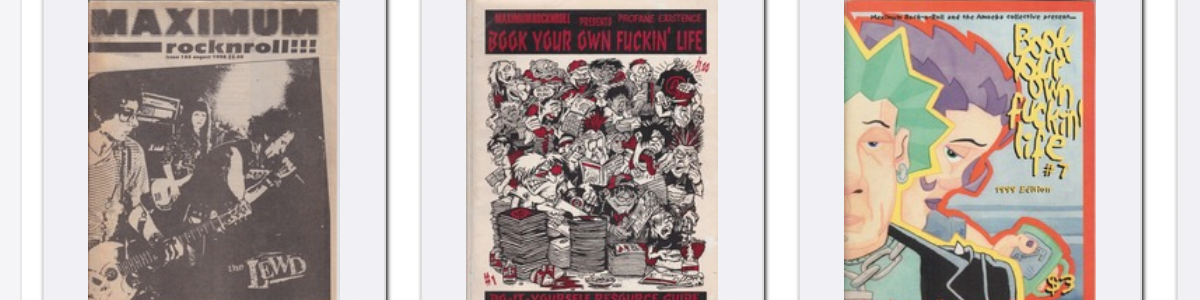 MAXIMUM
rocknroll!!!
the LEWD
MAXIMUMROCKNROLL PRESENTS PROFANE EXISTENCE
BOOK YOUR OWN FUCKIN' LIFE
#1
DO-IT-YOURSELF RESOURCE GUIDE
Maximum Rock-n-Roll and the Amoeba collective present...
Book
your
own
fuckin'
life
#7
Edition
$3